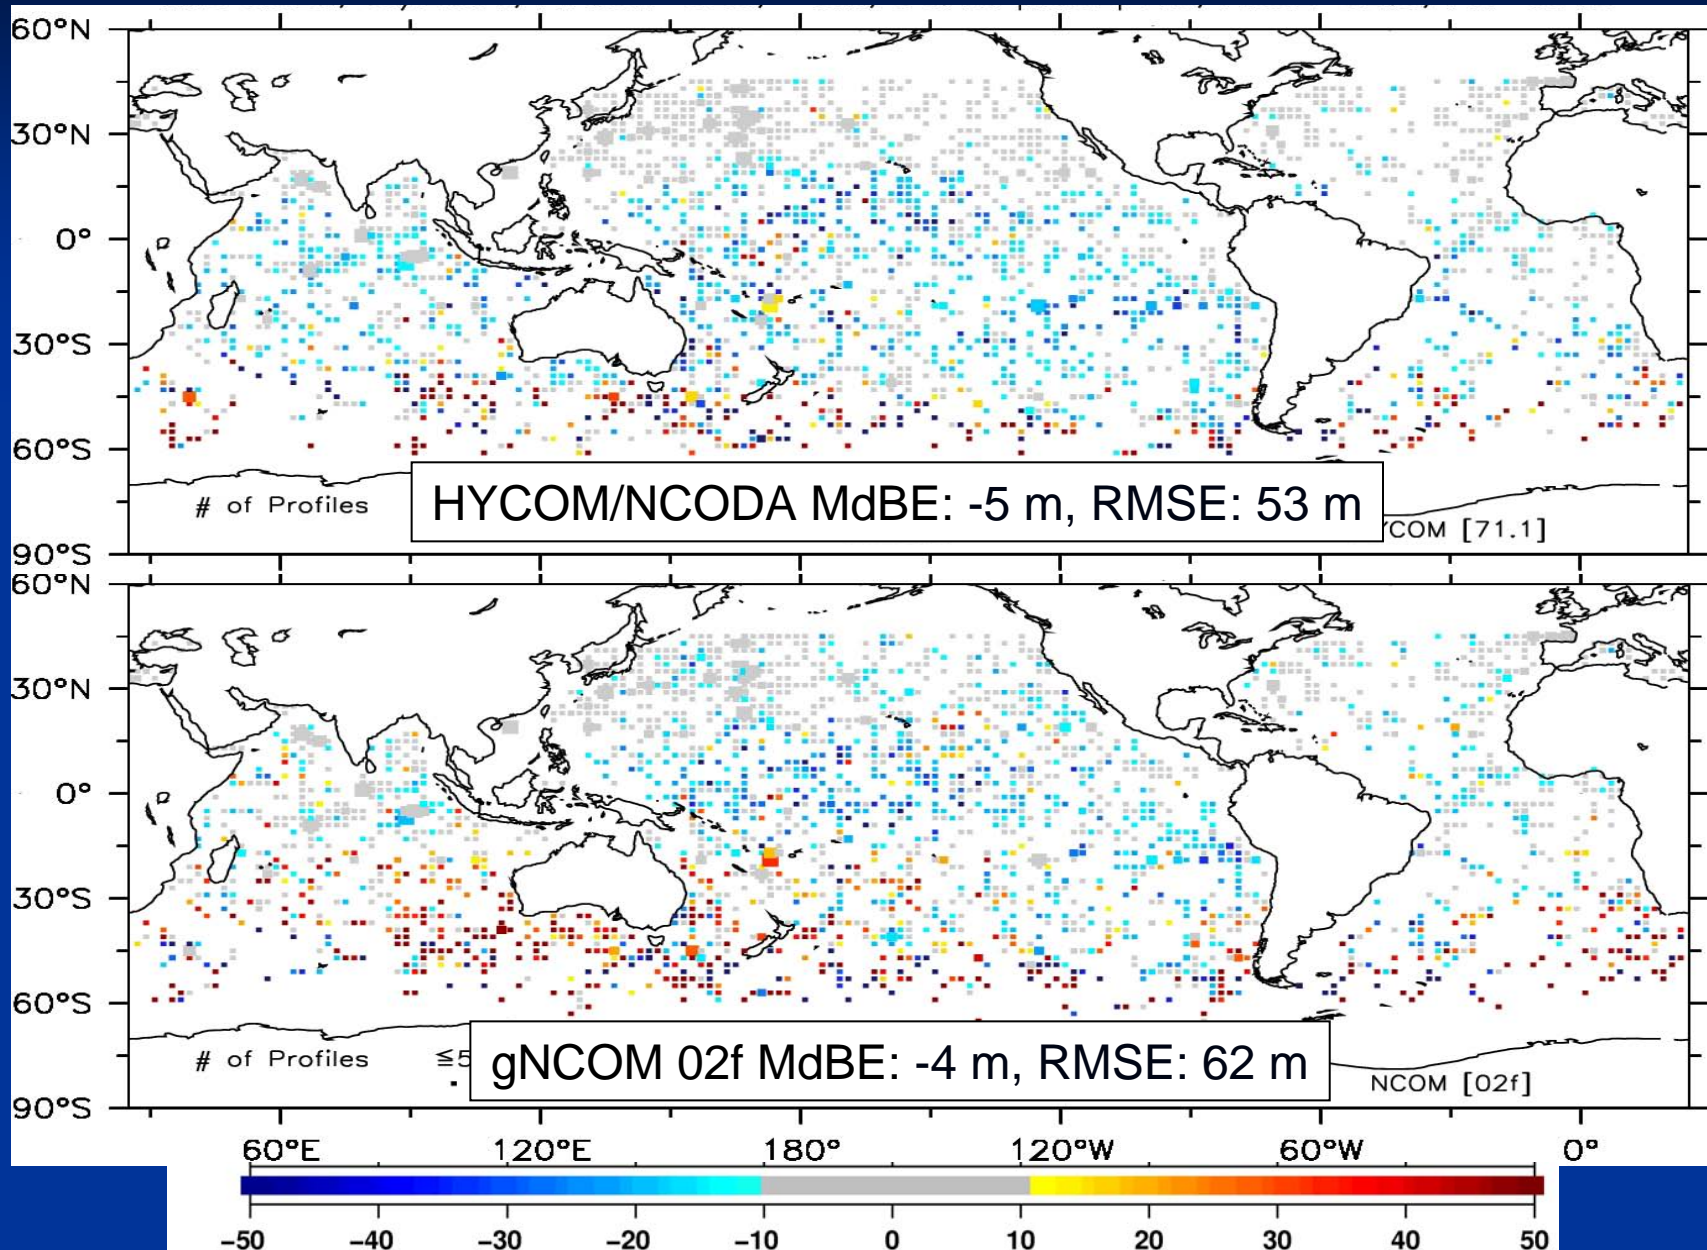 60°N
30°N
0°
30°S
60°S
# of Profiles
HYCOM/NCODA MdBE: -5 m, RMSE: 53 m
YCOM [71.1]
90°S
60°N
30°N
0°
30°S
60°S
# of Profiles ≦5
gNCOM 02f MdBE: -4 m, RMSE: 62 m
NCOM [02f]
90°S
60°E 120°E 180° 120°W 60°W 0°
−50 −40 −30 −20 −10 0 10 20 30 40 50